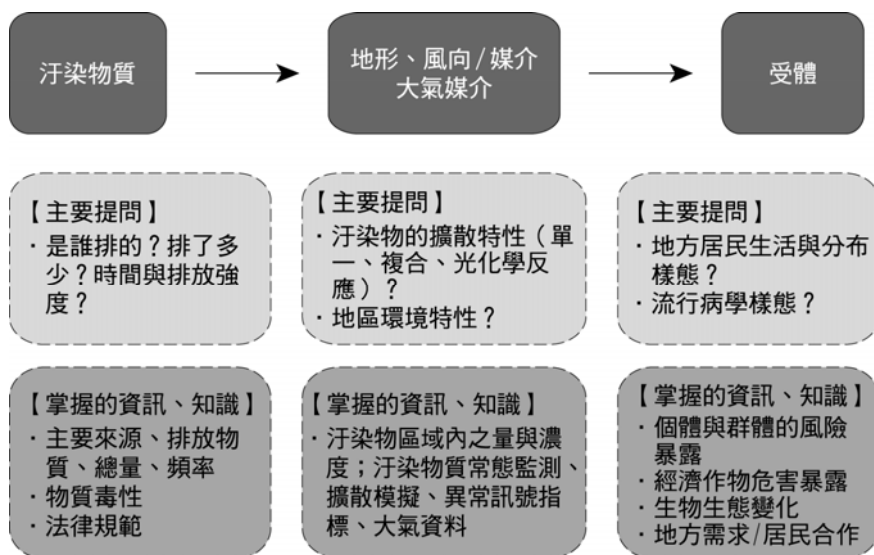 汙染物質
地形、風向/媒介
大氣媒介
受體
【主要提問】
·是誰排的？排了多
少？時間與排放強
度？
【主要提問】
·汙染物的擴散特性（單
一、複合、光化學反
應）？
·地區環境特性？
【主要提問】
·地方居民生活與分布
樣態？
·流行病學樣態？
【掌握的資訊、知識】
·主要來源、排放物
質、總量、頻率
·物質毒性
·法律規範
【掌握的資訊、知識】
·汙染物區域內之量與濃
度；汙染物質常態監測、
擴散模擬、異常訊號指
標、大氣資料
【掌握的資訊、知識】
·個體與群體的風險
暴露
·經濟作物危害暴露
·生物生態變化
·地方需求/居民合作